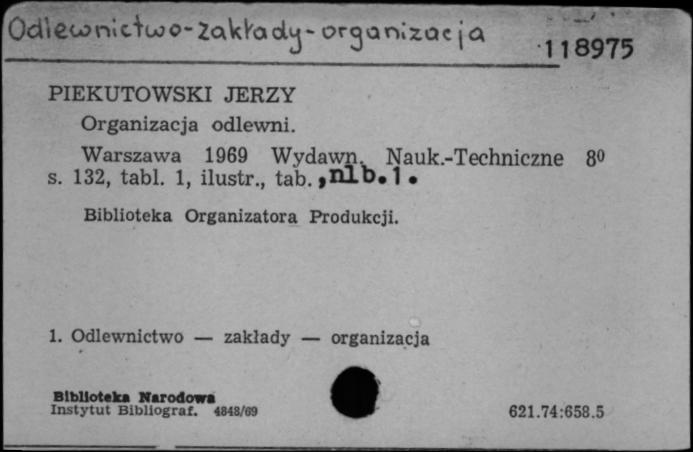 Odlewnictwo-zakłady-organizacja
118975
PIEKUTOWSKI JERZY
Organizacja odlewni.
Warszawa 1969 Wydawn. Nauk.-Techniczne 8⁰
s. 132, tabl. 1, ilustr., tab. , nlb. 1.
Biblioteka Organizatora Produkcji.
1. Odlewnictwo — zakłady — organizacja
Biblioteka Narodowa
Instytut Bibliograf. 4848/69
621.74:658.5